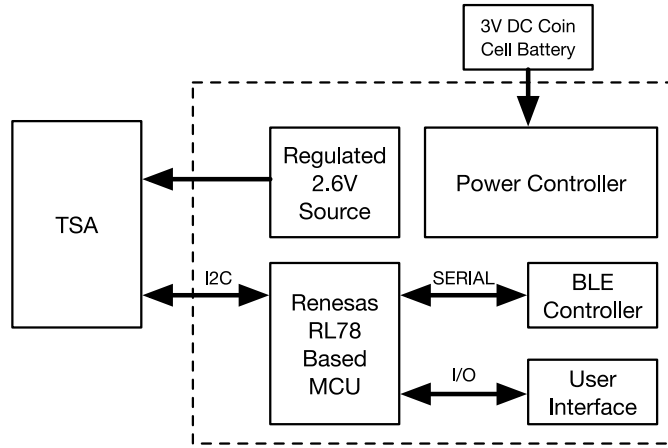 3V DC Coin
Cell Battery
Regulated
2.6V
Source
Power Controller
TSA
I2C
Renesas
RL78
Based
MCU
SERIAL
BLE
Controller
I/O
User
Interface